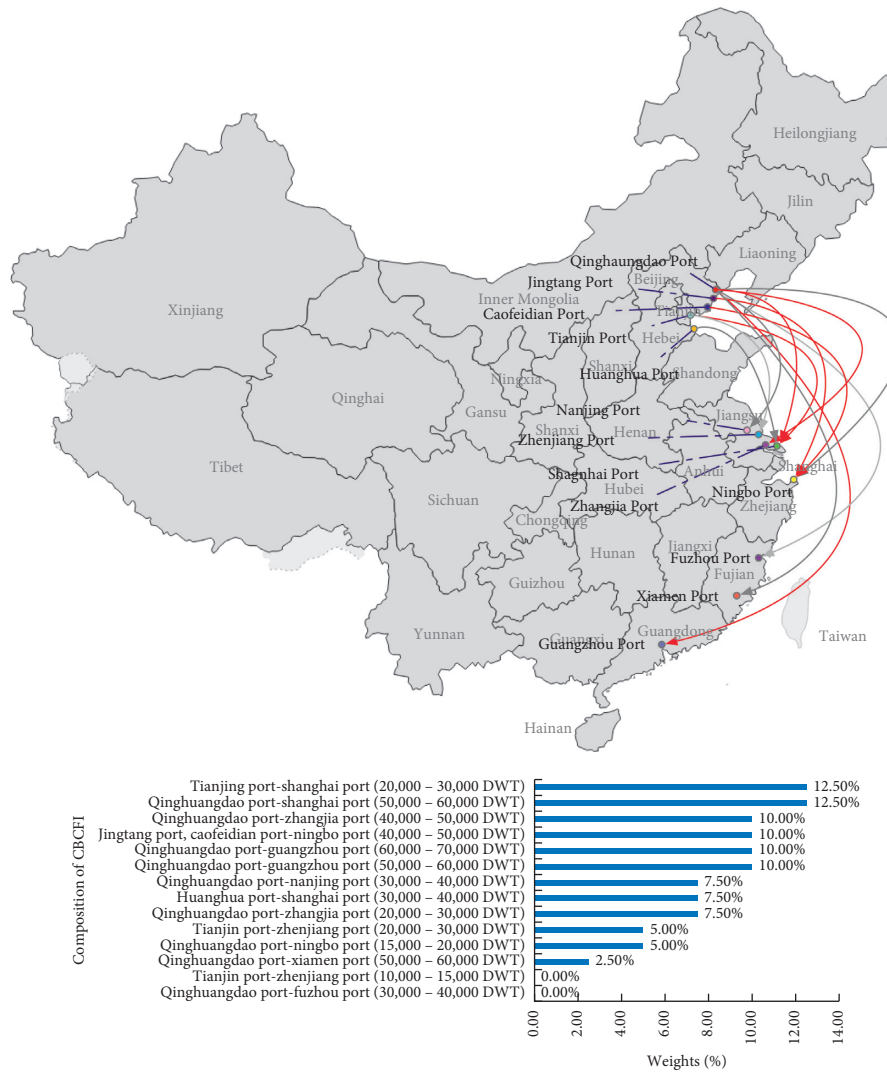 Heilongjiang
Jilin
Liaoning
Qinghaungdao Port
Beijing
Jingtang Port
Inner Mongolia
Xinjiang
Caofeidian Port
Tianjin
Tianjin Port
Hebei
Shanxi
Huanghua Port
Shandong
Ningxia
Qinghai
Gansu
Nanjing Port
Jiangsu
Shanxi
Henan
Zhenjiang Port
Tibet
Shagnhai Port
Anhui
Shanghai
Sichuan
Hubei
Zhangjia Port
Ningbo Port
Zhejiang
Chongqing
Hunan
Jiangxi
Fuzhou Port
Guizhou
Fujian
Xiamen Port
Yunnan
Guangxi
Guangdong
Guangzhou Port
Taiwan
Hainan
Composition of CBCFI
Tianjing port-shanghai port (20,000 – 30,000 DWT) 12.50%
Qinghuangdao port-shanghai port (50,000 – 60,000 DWT) 12.50%
Qinghuangdao port-zhangjia port (40,000 – 50,000 DWT) 10.00%
Jingtang port, caofeidian port-ningbo port (40,000 – 50,000 DWT) 10.00%
Qinghuangdao port-guangzhou port (60,000 – 70,000 DWT) 10.00%
Qinghuangdao port-guangzhou port (50,000 – 60,000 DWT) 10.00%
Qinghuangdao port-nanjing port (30,000 – 40,000 DWT) 7.50%
Huanghua port-shanghai port (30,000 – 40,000 DWT) 7.50%
Qinghuangdao port-zhangjia port (20,000 – 30,000 DWT) 7.50%
Tianjin port-zhenjiang port (20,000 – 30,000 DWT) 5.00%
Qinghuangdao port-ningbo port (15,000 – 20,000 DWT) 5.00%
Qinghuangdao port-xiamen port (50,000 – 60,000 DWT) 2.50%
Tianjin port-zhenjiang port (10,000 – 15,000 DWT) 0.00%
Qinghuangdao port-fuzhou port (30,000 – 40,000 DWT) 0.00%
0.00 2.00 4.00 6.00 8.00 10.00 12.00 14.00
Weights (%)